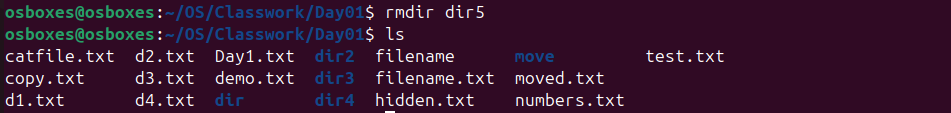 osboxes@osboxes:~/OS/Classwork/Day01$ rmdir dir5
osboxes@osboxes:~/OS/Classwork/Day01$ ls
catfile.txt  d2.txt  Day1.txt  dir2  filename      move         test.txt
copy.txt     d3.txt  demo.txt  dir3  filename.txt  moved.txt
d1.txt       d4.txt  dir       dir4  hidden.txt    numbers.txt